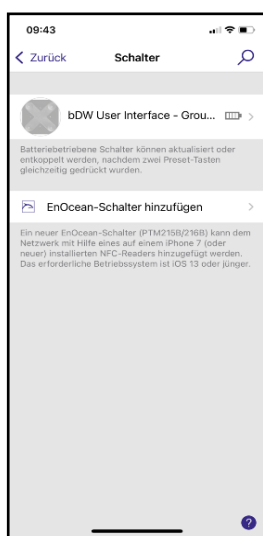 09:43
Zurück
Schalter
bDW User Interface - Grou...
Batteriebetriebene Schalter können aktualisiert oder
entkoppelt werden, nachdem zwei Preset-Tasten
gleichzeitig gedrückt wurden.
EnOcean-Schalter hinzufügen
Ein neuer EnOcean-Schalter (PTM215B/216B) kann dem
Netzwerk mit Hilfe eines auf einem iPhone 7 (oder
neuer) installierten NFC-Readers hinzugefügt werden.
Das erforderliche Betriebssystem ist iOS 13 oder jünger.
?